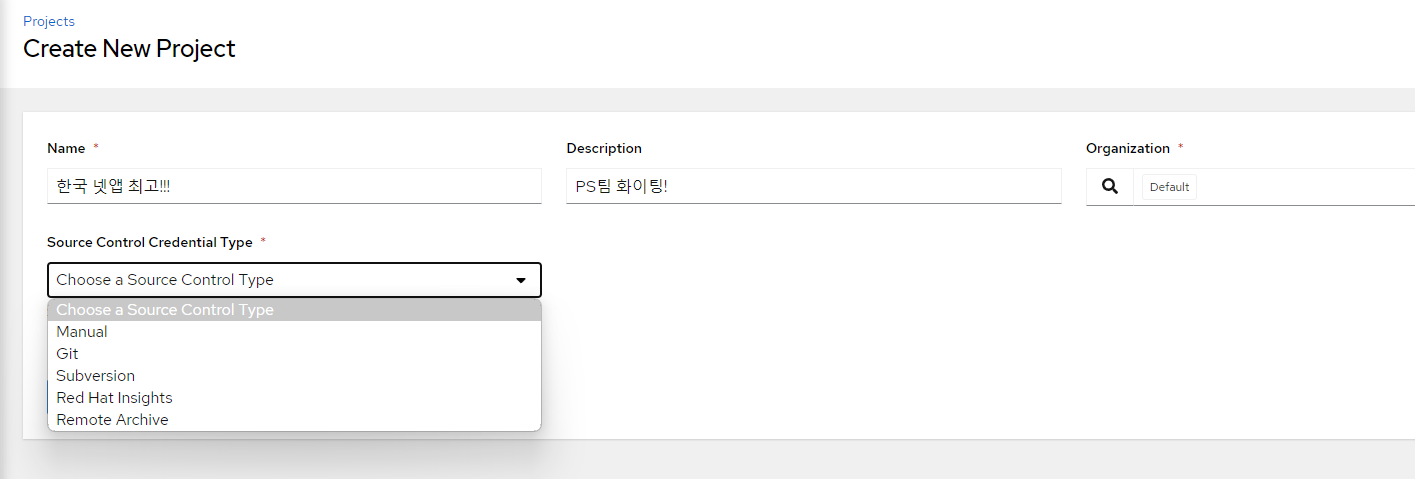 Projects
Create New Project
Name *
Description
Organization *
한국 넷앱 최고!!!
PS팀 화이팅!
Default
Source Control Credential Type *
Choose a Source Control Type
Choose a Source Control Type
Manual
Git
Subversion
Red Hat Insights
Remote Archive